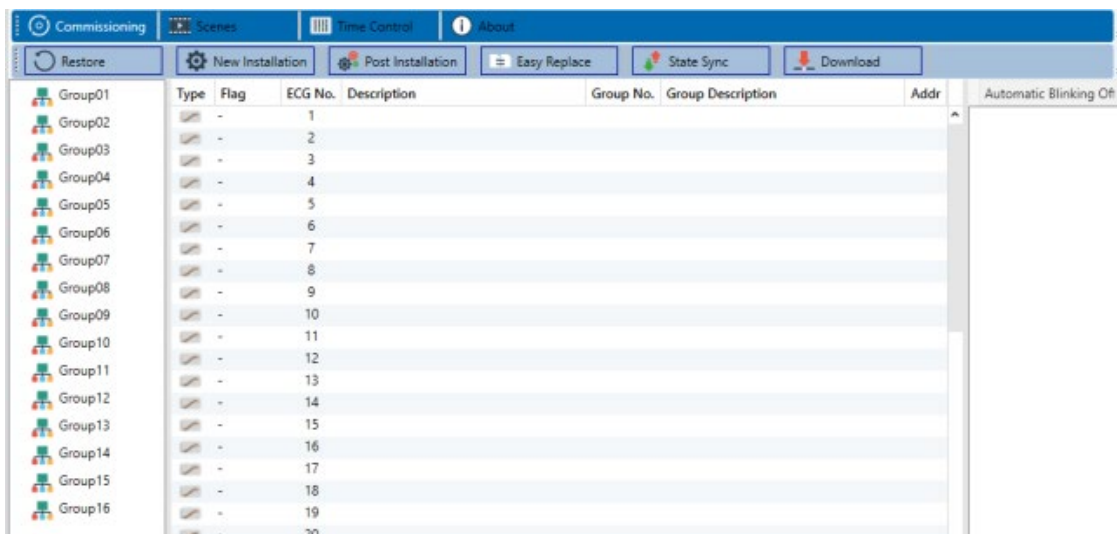 Commissioning Scenes Time Control About
Restore New Installation Post Installation Easy Replace State Sync Download
Type Flag ECG No. Description Group No. Group Description Addr Automatic Blinking Off
Group01
Group02
Group03
Group04
Group05
Group06
Group07
Group08
Group09
Group10
Group11
Group12
Group13
Group14
Group15
Group16
- 1
- 2
- 3
- 4
- 5
- 6
- 7
- 8
- 9
- 10
- 11
- 12
- 13
- 14
- 15
- 16
- 17
- 18
- 19